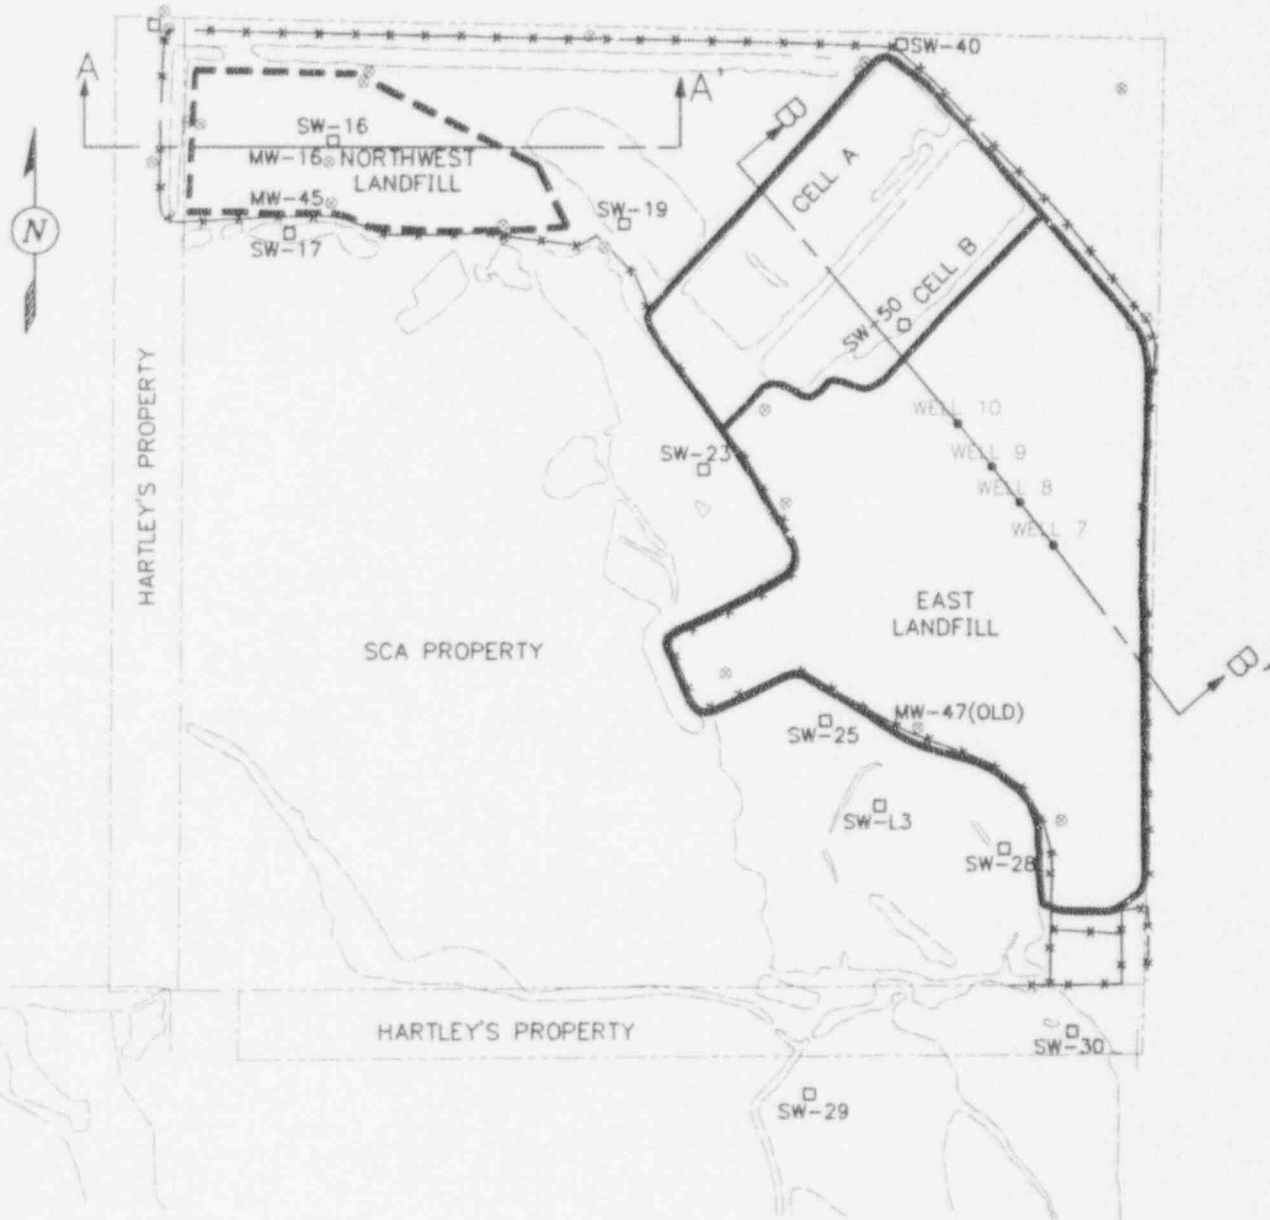 SW-40
A
A'
B
SW-16
MW-16
NORTHWEST
LANDFILL
CELL A
MW-45
SW-19
N
SW-17
CELL B
SW-50
HARTLEY'S PROPERTY
WELL 10
SW-23
WELL 9
WELL 8
WELL 7
EAST
LANDFILL
SCA PROPERTY
B'
MW-47(OLD)
SW-25
SW-L3
SW-28
HARTLEY'S PROPERTY
SW-30
SW-29